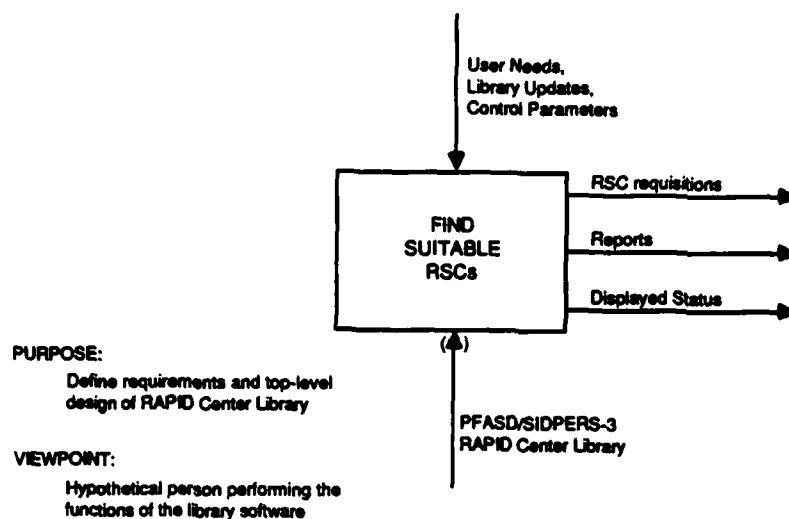 User Needs,
Library Updates,
Control Parameters
FIND
SUITABLE
RSCs
RSC requisitions
Reports
Displayed Status
PURPOSE:
Define requirements and top-level
design of RAPID Center Library
PFASD/SIDPERS-3
RAPID Center Library
VIEWPOINT:
Hypothetical person performing the
functions of the library software